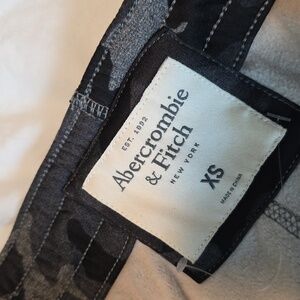 EST. 1892
Abercrombie
& Fitch
NEW YORK
XS
MADE IN CHINA